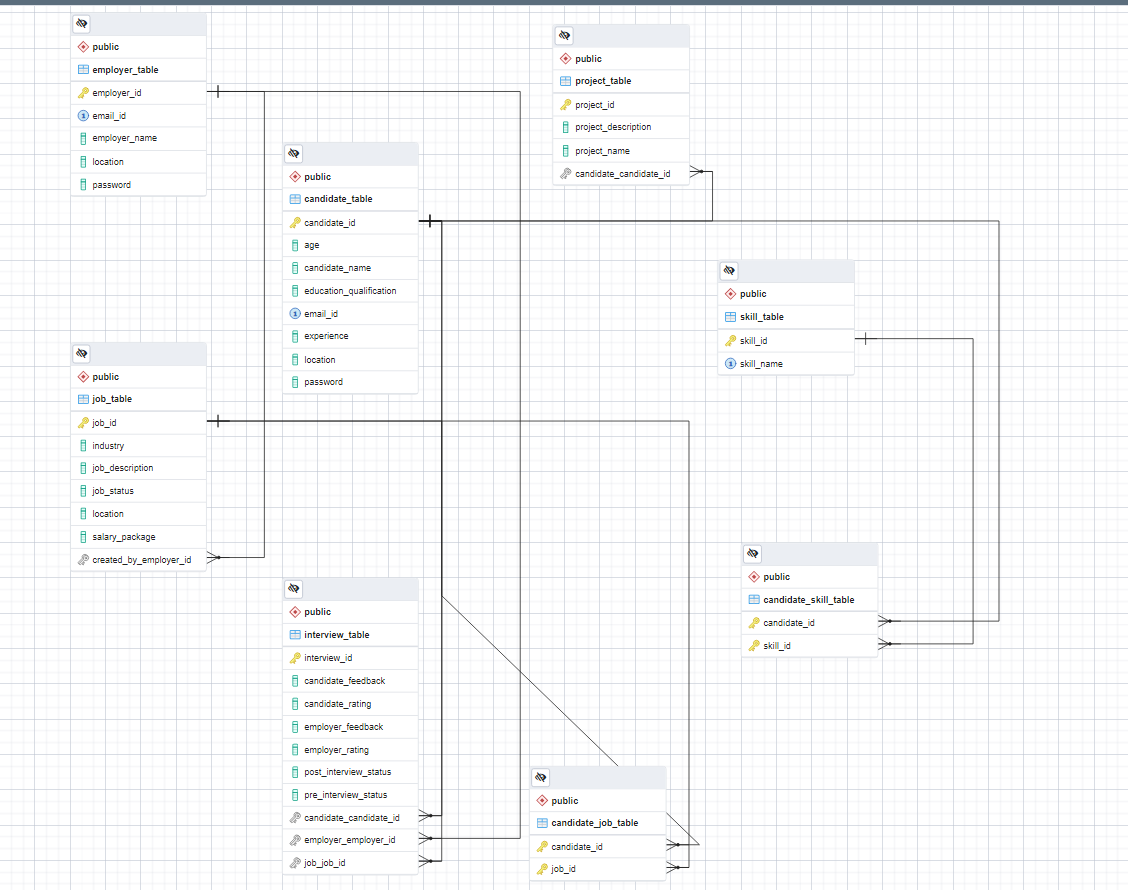 public
employer_table
employer_id
email_id
employer_name
location
password
public
project_table
project_id
project_description
project_name
candidate_candidate_id
public
candidate_table
candidate_id
age
candidate_name
education_qualification
email_id
experience
location
password
public
skill_table
skill_id
skill_name
public
job_table
job_id
industry
job_description
job_status
location
salary_package
created_by_employer_id
public
candidate_skill_table
candidate_id
skill_id
public
interview_table
interview_id
candidate_feedback
candidate_rating
employer_feedback
employer_rating
post_interview_status
pre_interview_status
candidate_candidate_id
employer_employer_id
job_job_id
public
candidate_job_table
candidate_id
job_id